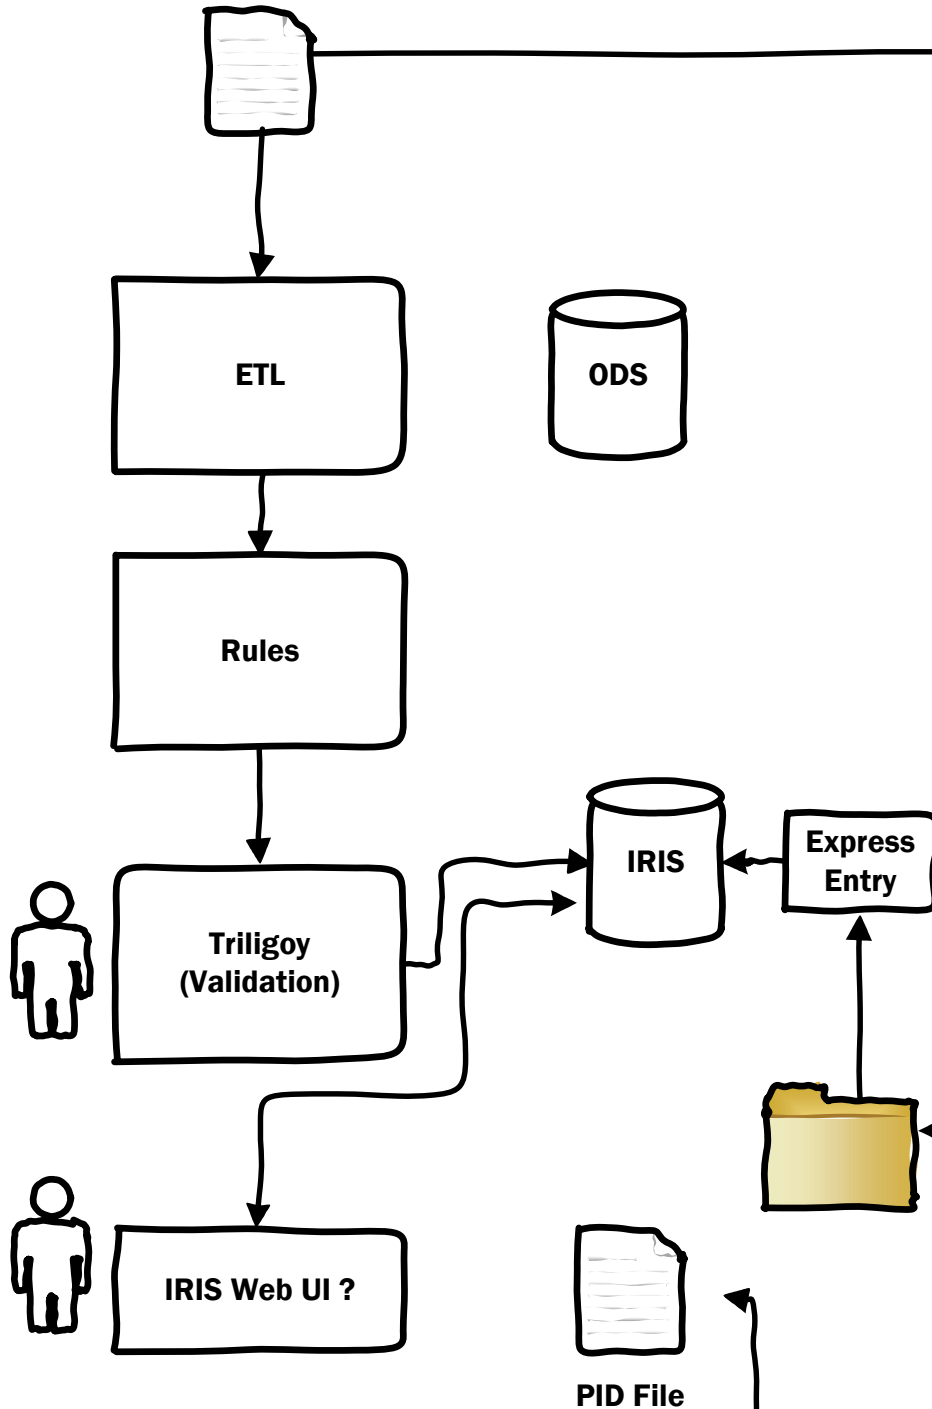 ETL
ODS
Rules
IRIS
Express
Entry
Triligoy
(Validation)
IRIS Web UI ?
PID File